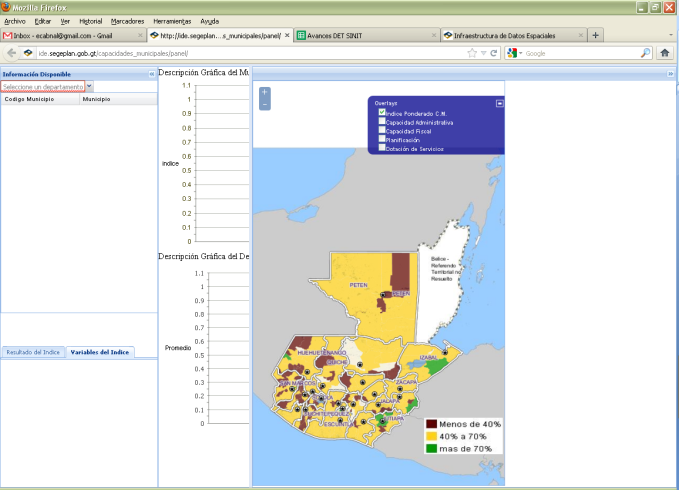 Mozilla Firefox
Archivo Editar Ver Historial Marcadores Herramientas Ayuda
Inbox - ecabnal@gmail.com - Gmail × http://ide.segeplan....s_municipales/panel/ × Avances DET SINIT × Infraestructura de Datos Espaciales × +
ide.segeplan.gob.gt/capacidades_municipales/panel/
Google
Información Disponible
Seleccione un departamento
Codigo Municipio Municipio
Descripción Gráfica del Mu
1.1
1
0.9
0.8
0.7
0.6
0.5
0.4
0.3
0.2
0.1
0
Indice
Descripción Gráfica del De
1.1
1
0.9
0.8
0.7
0.6
0.5
0.4
0.3
0.2
0.1
0
Promedio
Resultado del Indice Variables del Indice
+
-
Overlays
Indice Ponderado C.M.
Capacidad Administrativa
Capacidad Fiscal
Planificación
Dotación de Servicios
Belice -
Referendo
Territorial no
Resuelto
PETEN
PETEN
HUEHUETENANGO
QUICHE
IZABAL
SAN MARCOS
ZACAPA
JALAPA
ESCUINTLA
Menos de 40%
40% a 70%
mas de 70%